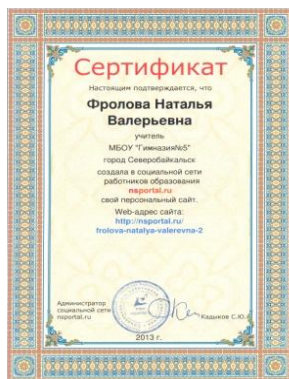 Сертификат
Настоящим подтверждается, что
Фролова Наталья
Валерьевна
учитель
МБОУ "Гимназия№5"
город Северобайкальск
создала в социальной сети
работников образования
nsportal.ru
свой персональный сайт.
Web-адрес сайта:
http://nsportal.ru/
frolova-natalya-valerevna-2
Администратор
социальной сети
nsportal.ru
Кадыков С.Ю.
2013 г.